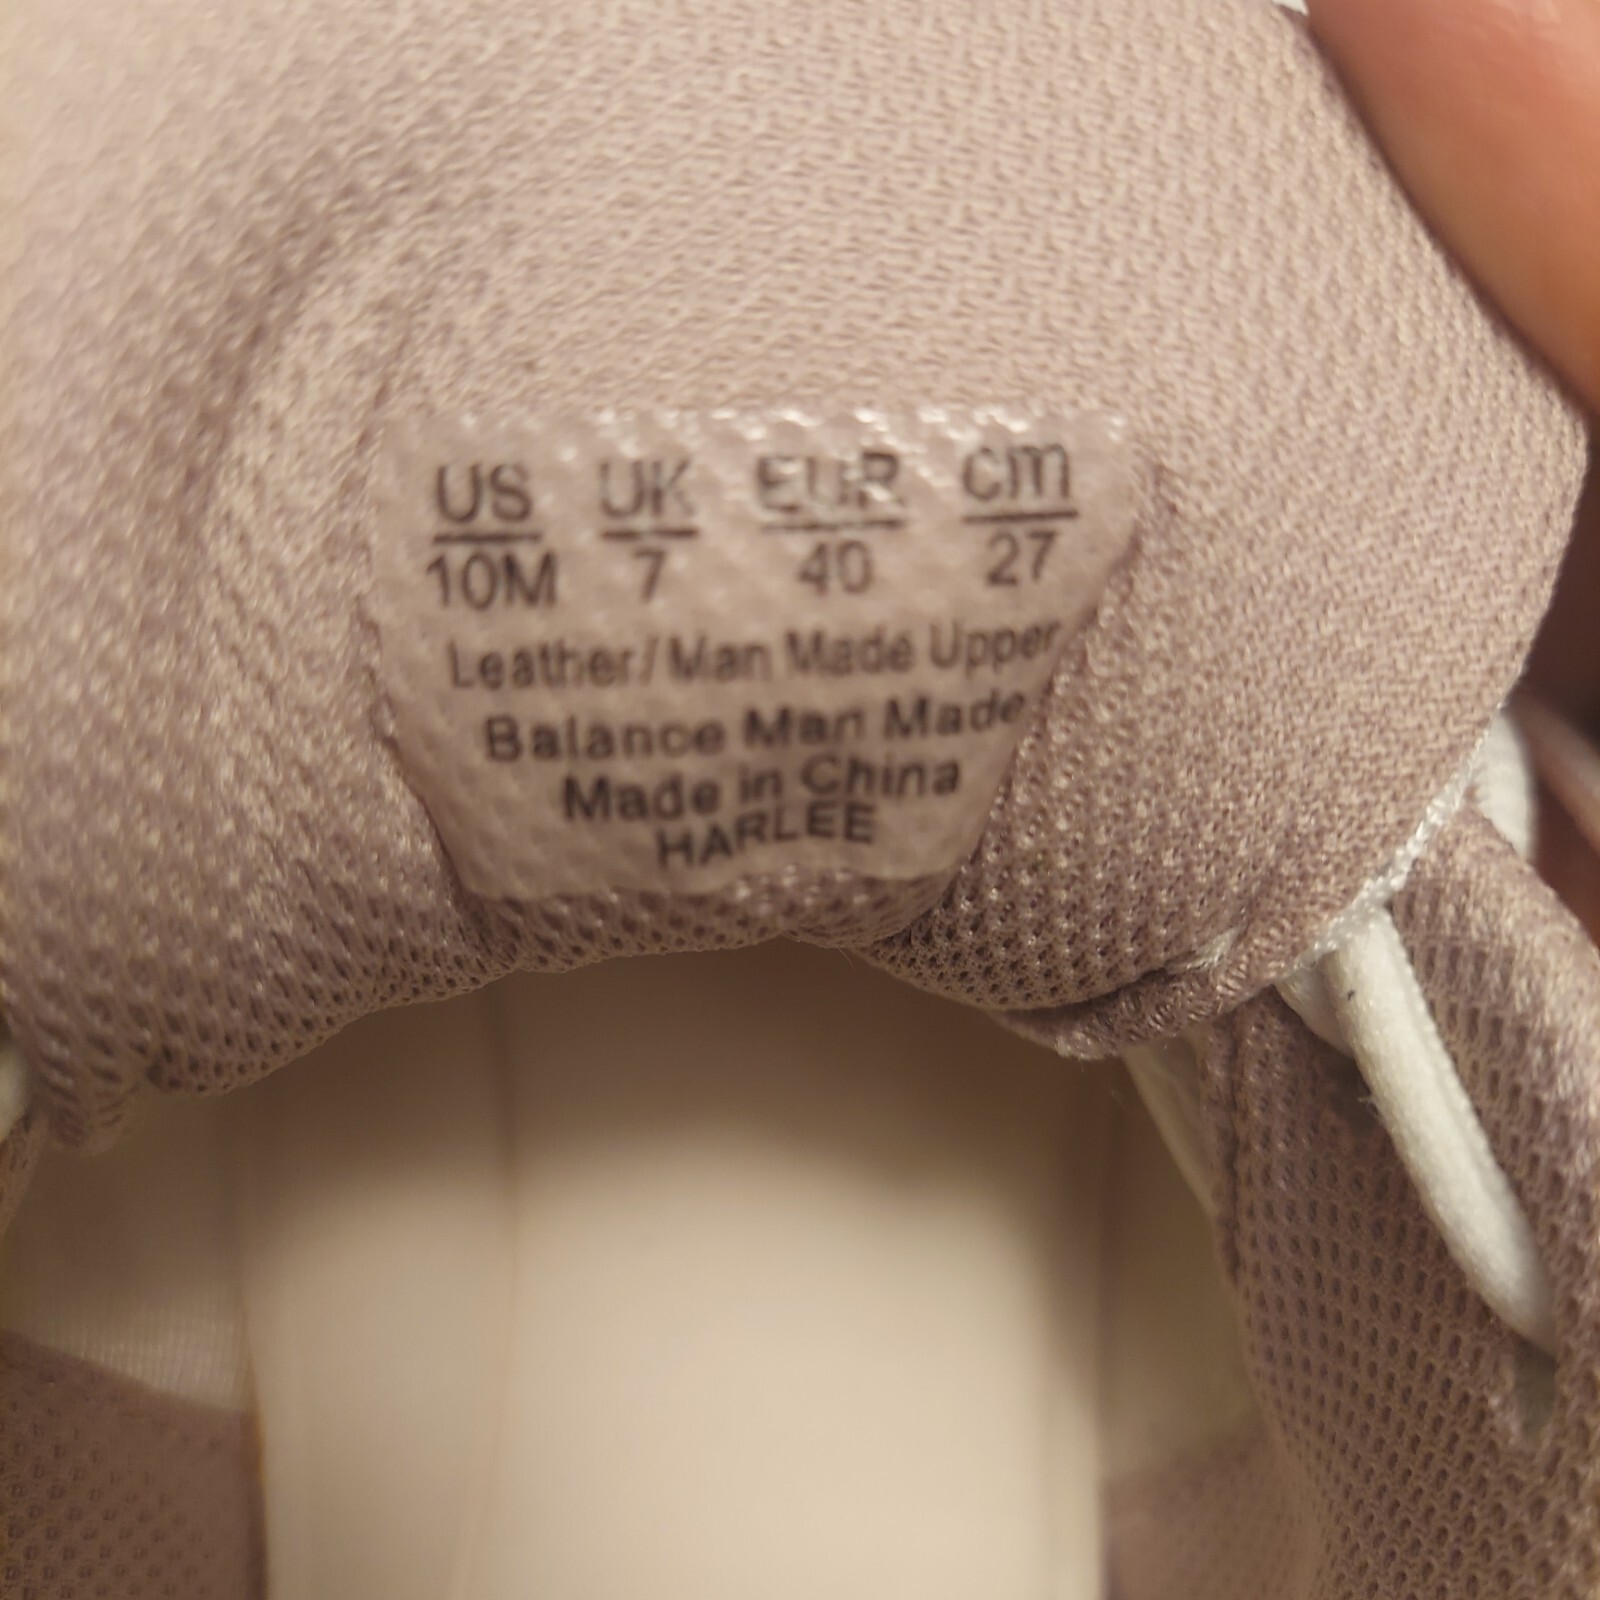 US UK EUR cm
10M 7 40 27
Leather/Man Made Upper
Balance Man Made
Made in China
HARLEE